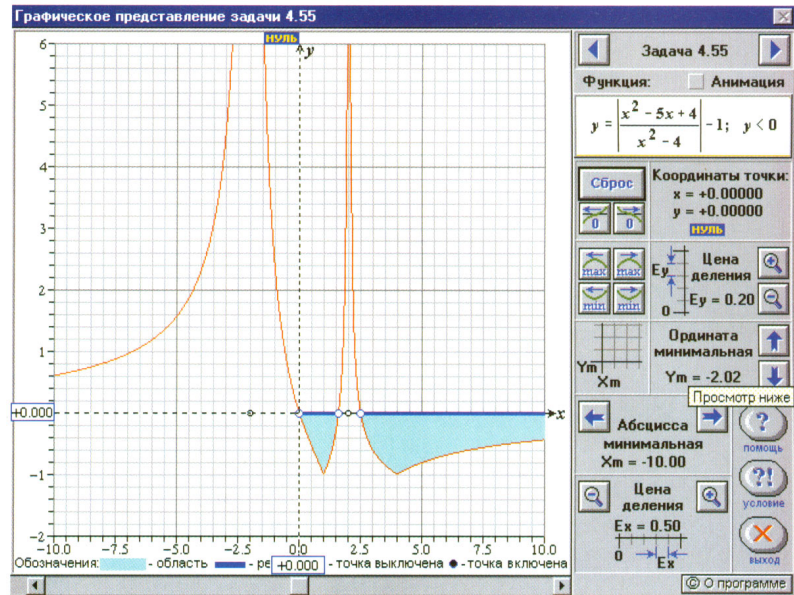 Графическое представление задачи 4.55
нуль
y
6
5
4
3
2
1
+0.000
x
-1
-2
-10.0 -7.5 -5.0 -2.5 0.0 2.5 5.0 7.5 10.0
Обозначения: - область - ре +0.000 - точка выключена - точка включена
Задача 4.55
Функция: Анимация
y = |x² - 5x + 4 / x² - 4| - 1; y < 0
Сброс
0 0
Координаты точки:
x = +0.00000
y = +0.00000
нуль
max max
min min
Ey
0
Цена
деления
Ey = 0.20
Ym
Xm
Ордината
минимальная
Ym = -2.02
Просмотр ниже
Абсцисса
минимальная
Xm = -10.00
?
помощь
Цена
деления
Ex = 0.50
0 Ex
?!
условие
выход
© О программе